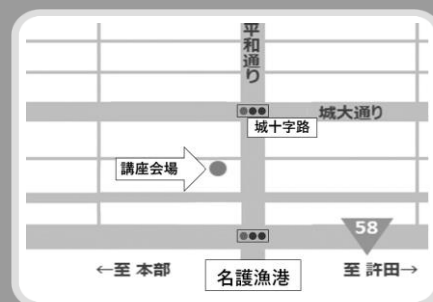 平和通り
城大通り
城十字路
講座会場
58
←至 本部
名護漁港
至 許田→